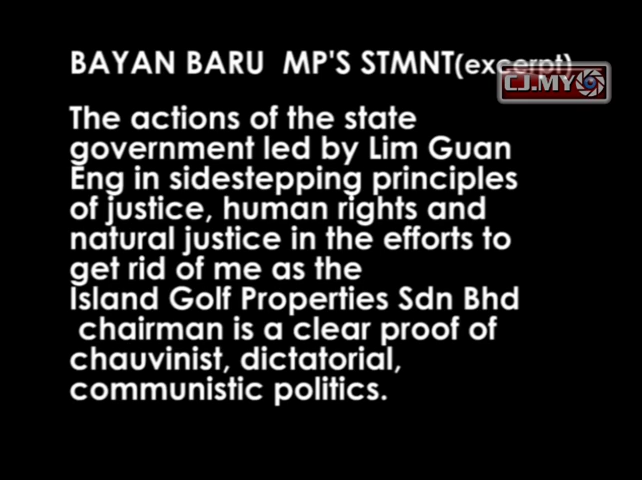 BAYAN BARU MP'S STMNT(excerpt)
CJ.MY
The actions of the state
government led by Lim Guan
Eng in sidestepping principles
of justice, human rights and
natural justice in the efforts to
get rid of me as the
Island Golf Properties Sdn Bhd
chairman is a clear proof of
chauvinist, dictatorial,
communistic politics.